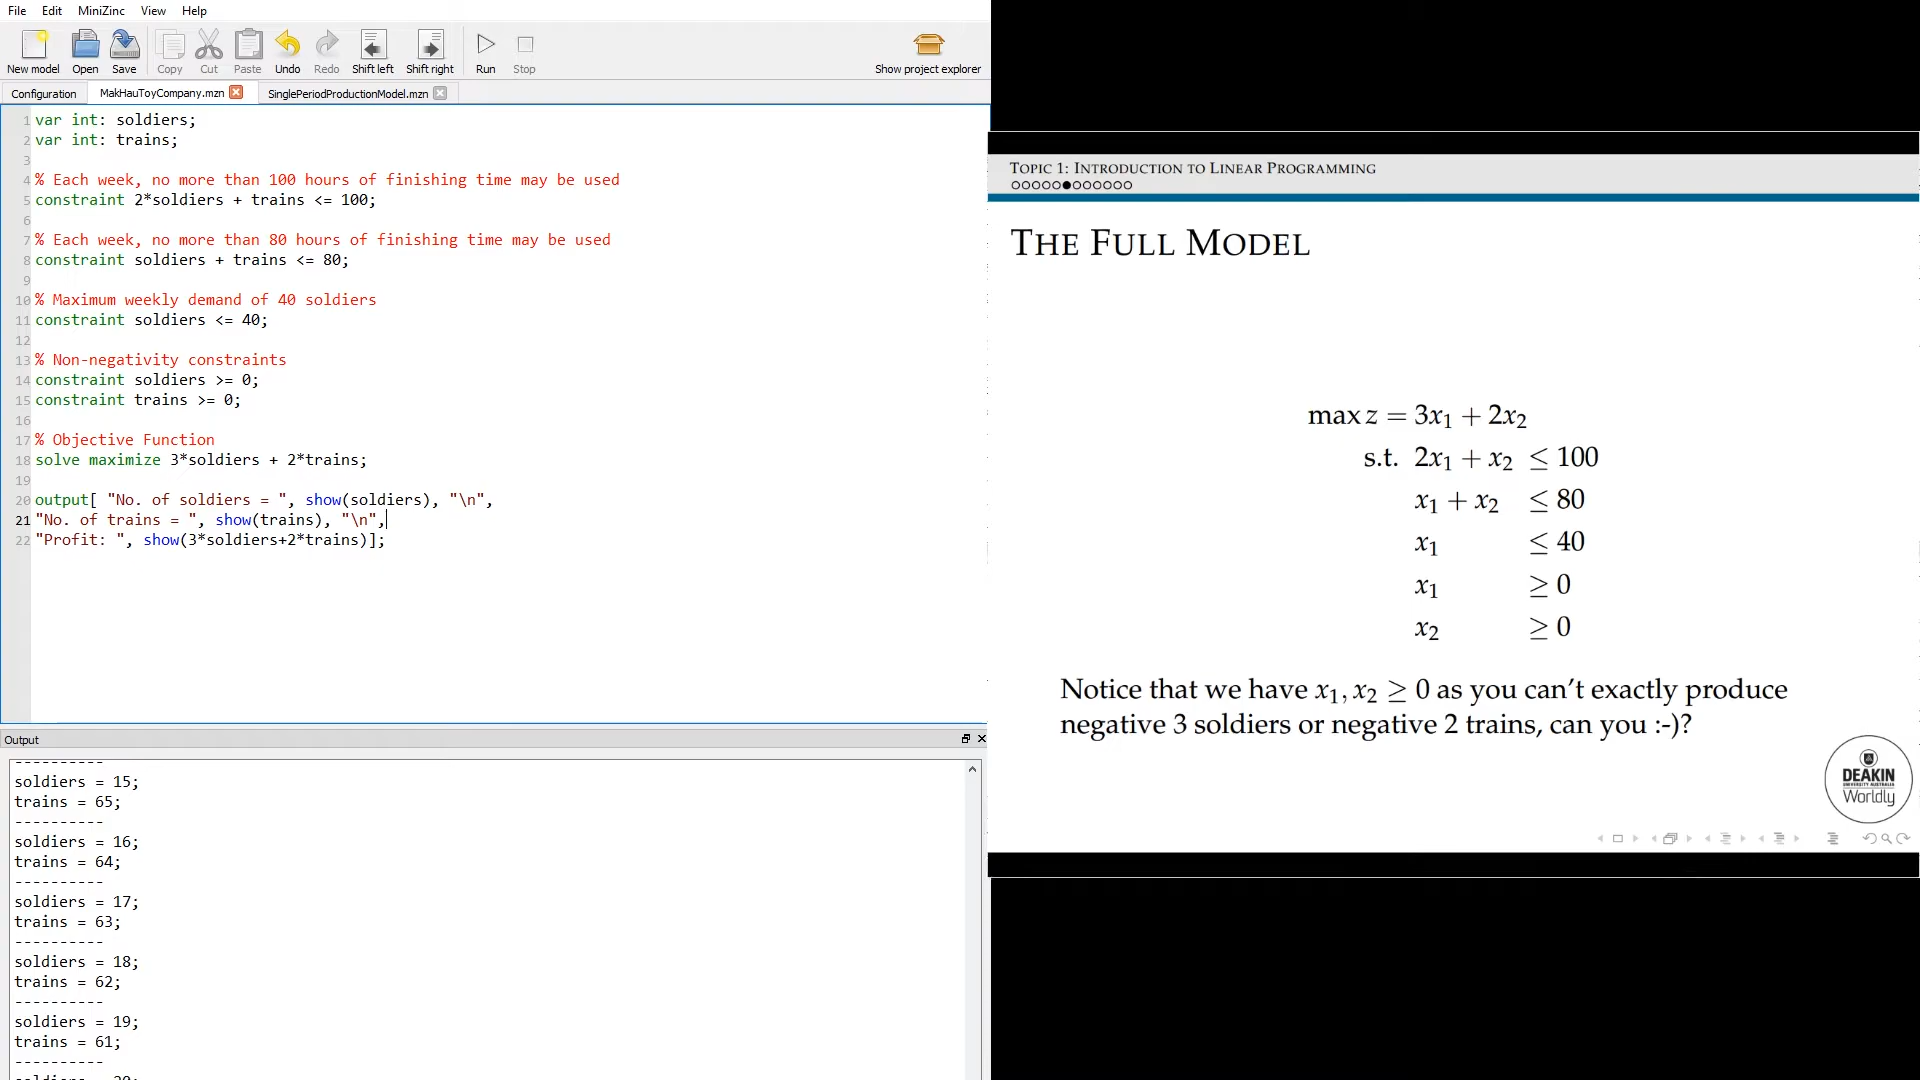 File Edit MiniZinc View Help
New model Open Save Copy Cut Paste Undo Redo Shift left Shift right Run Stop Show project explorer
Configuration MakHauToyCompany.mzn SinglePeriodProductionModel.mzn
1 var int: soldiers;
2 var int: trains;
3
4 % Each week, no more than 100 hours of finishing time may be used
5 constraint 2*soldiers + trains <= 100;
6
7 % Each week, no more than 80 hours of finishing time may be used
8 constraint soldiers + trains <= 80;
9
10 % Maximum weekly demand of 40 soldiers
11 constraint soldiers <= 40;
12
13 % Non-negativity constraints
14 constraint soldiers >= 0;
15 constraint trains >= 0;
16
17 % Objective Function
18 solve maximize 3*soldiers + 2*trains;
19
20 output[ "No. of soldiers = ", show(soldiers), "\n",
21 "No. of trains = ", show(trains), "\n",
22 "Profit: ", show(3*soldiers+2*trains)];
Output
----------
soldiers = 15;
trains = 65;
----------
soldiers = 16;
trains = 64;
----------
soldiers = 17;
trains = 63;
----------
soldiers = 18;
trains = 62;
----------
soldiers = 19;
trains = 61;
----------
TOPIC 1: INTRODUCTION TO LINEAR PROGRAMMING
THE FULL MODEL
max z = 3x₁ + 2x₂
s.t. 2x₁ + x₂ ≤ 100
x₁ + x₂ ≤ 80
x₁ ≤ 40
x₁ ≥ 0
x₂ ≥ 0
Notice that we have x₁, x₂ ≥ 0 as you can't exactly produce
negative 3 soldiers or negative 2 trains, can you :-)?
DEAKIN
Worldly